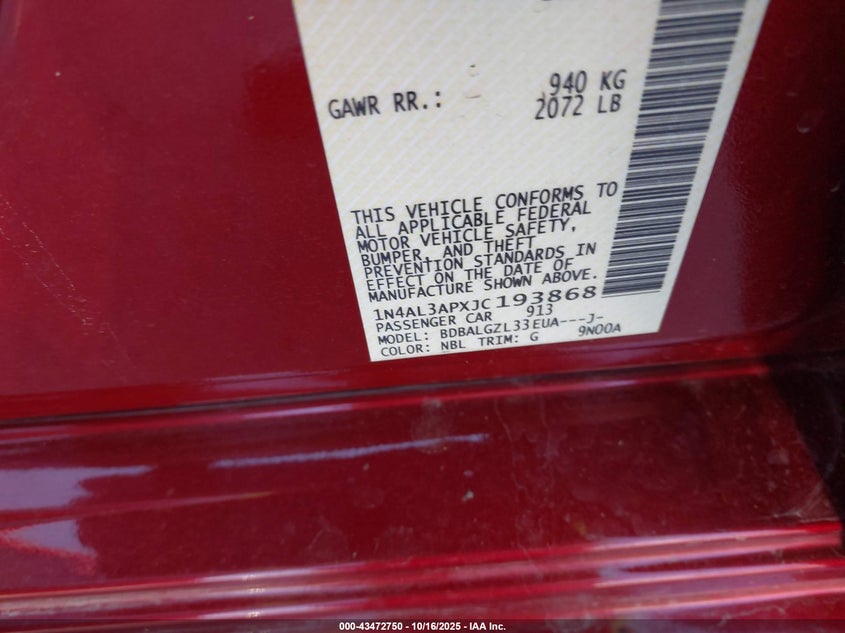 940 KG
GAWR RR.: 2072 LB
THIS VEHICLE CONFORMS TO
ALL APPLICABLE FEDERAL
MOTOR VEHICLE SAFETY,
BUMPER, AND THEFT
PREVENTION STANDARDS IN
EFFECT ON THE DATE OF
MANUFACTURE SHOWN ABOVE.
1N4AL3APXJC193868
PASSENGER CAR 913
MODEL: BDBALGZL33EUA---J-
COLOR: NBL TRIM: G 9N00A
000-43472750 - 10/16/2025 - IAA Inc.